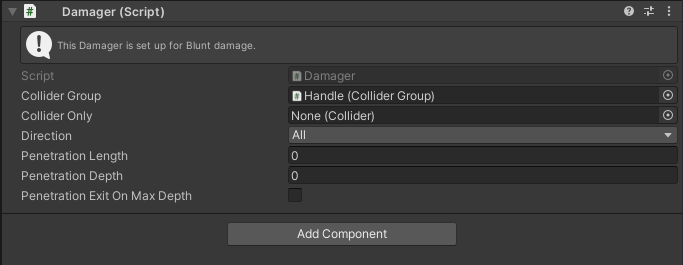 Damager (Script)
This Damager is set up for Blunt damage.
Script Damager
Collider Group Handle (Collider Group)
Collider Only None (Collider)
Direction All
Penetration Length 0
Penetration Depth 0
Penetration Exit On Max Depth
Add Component